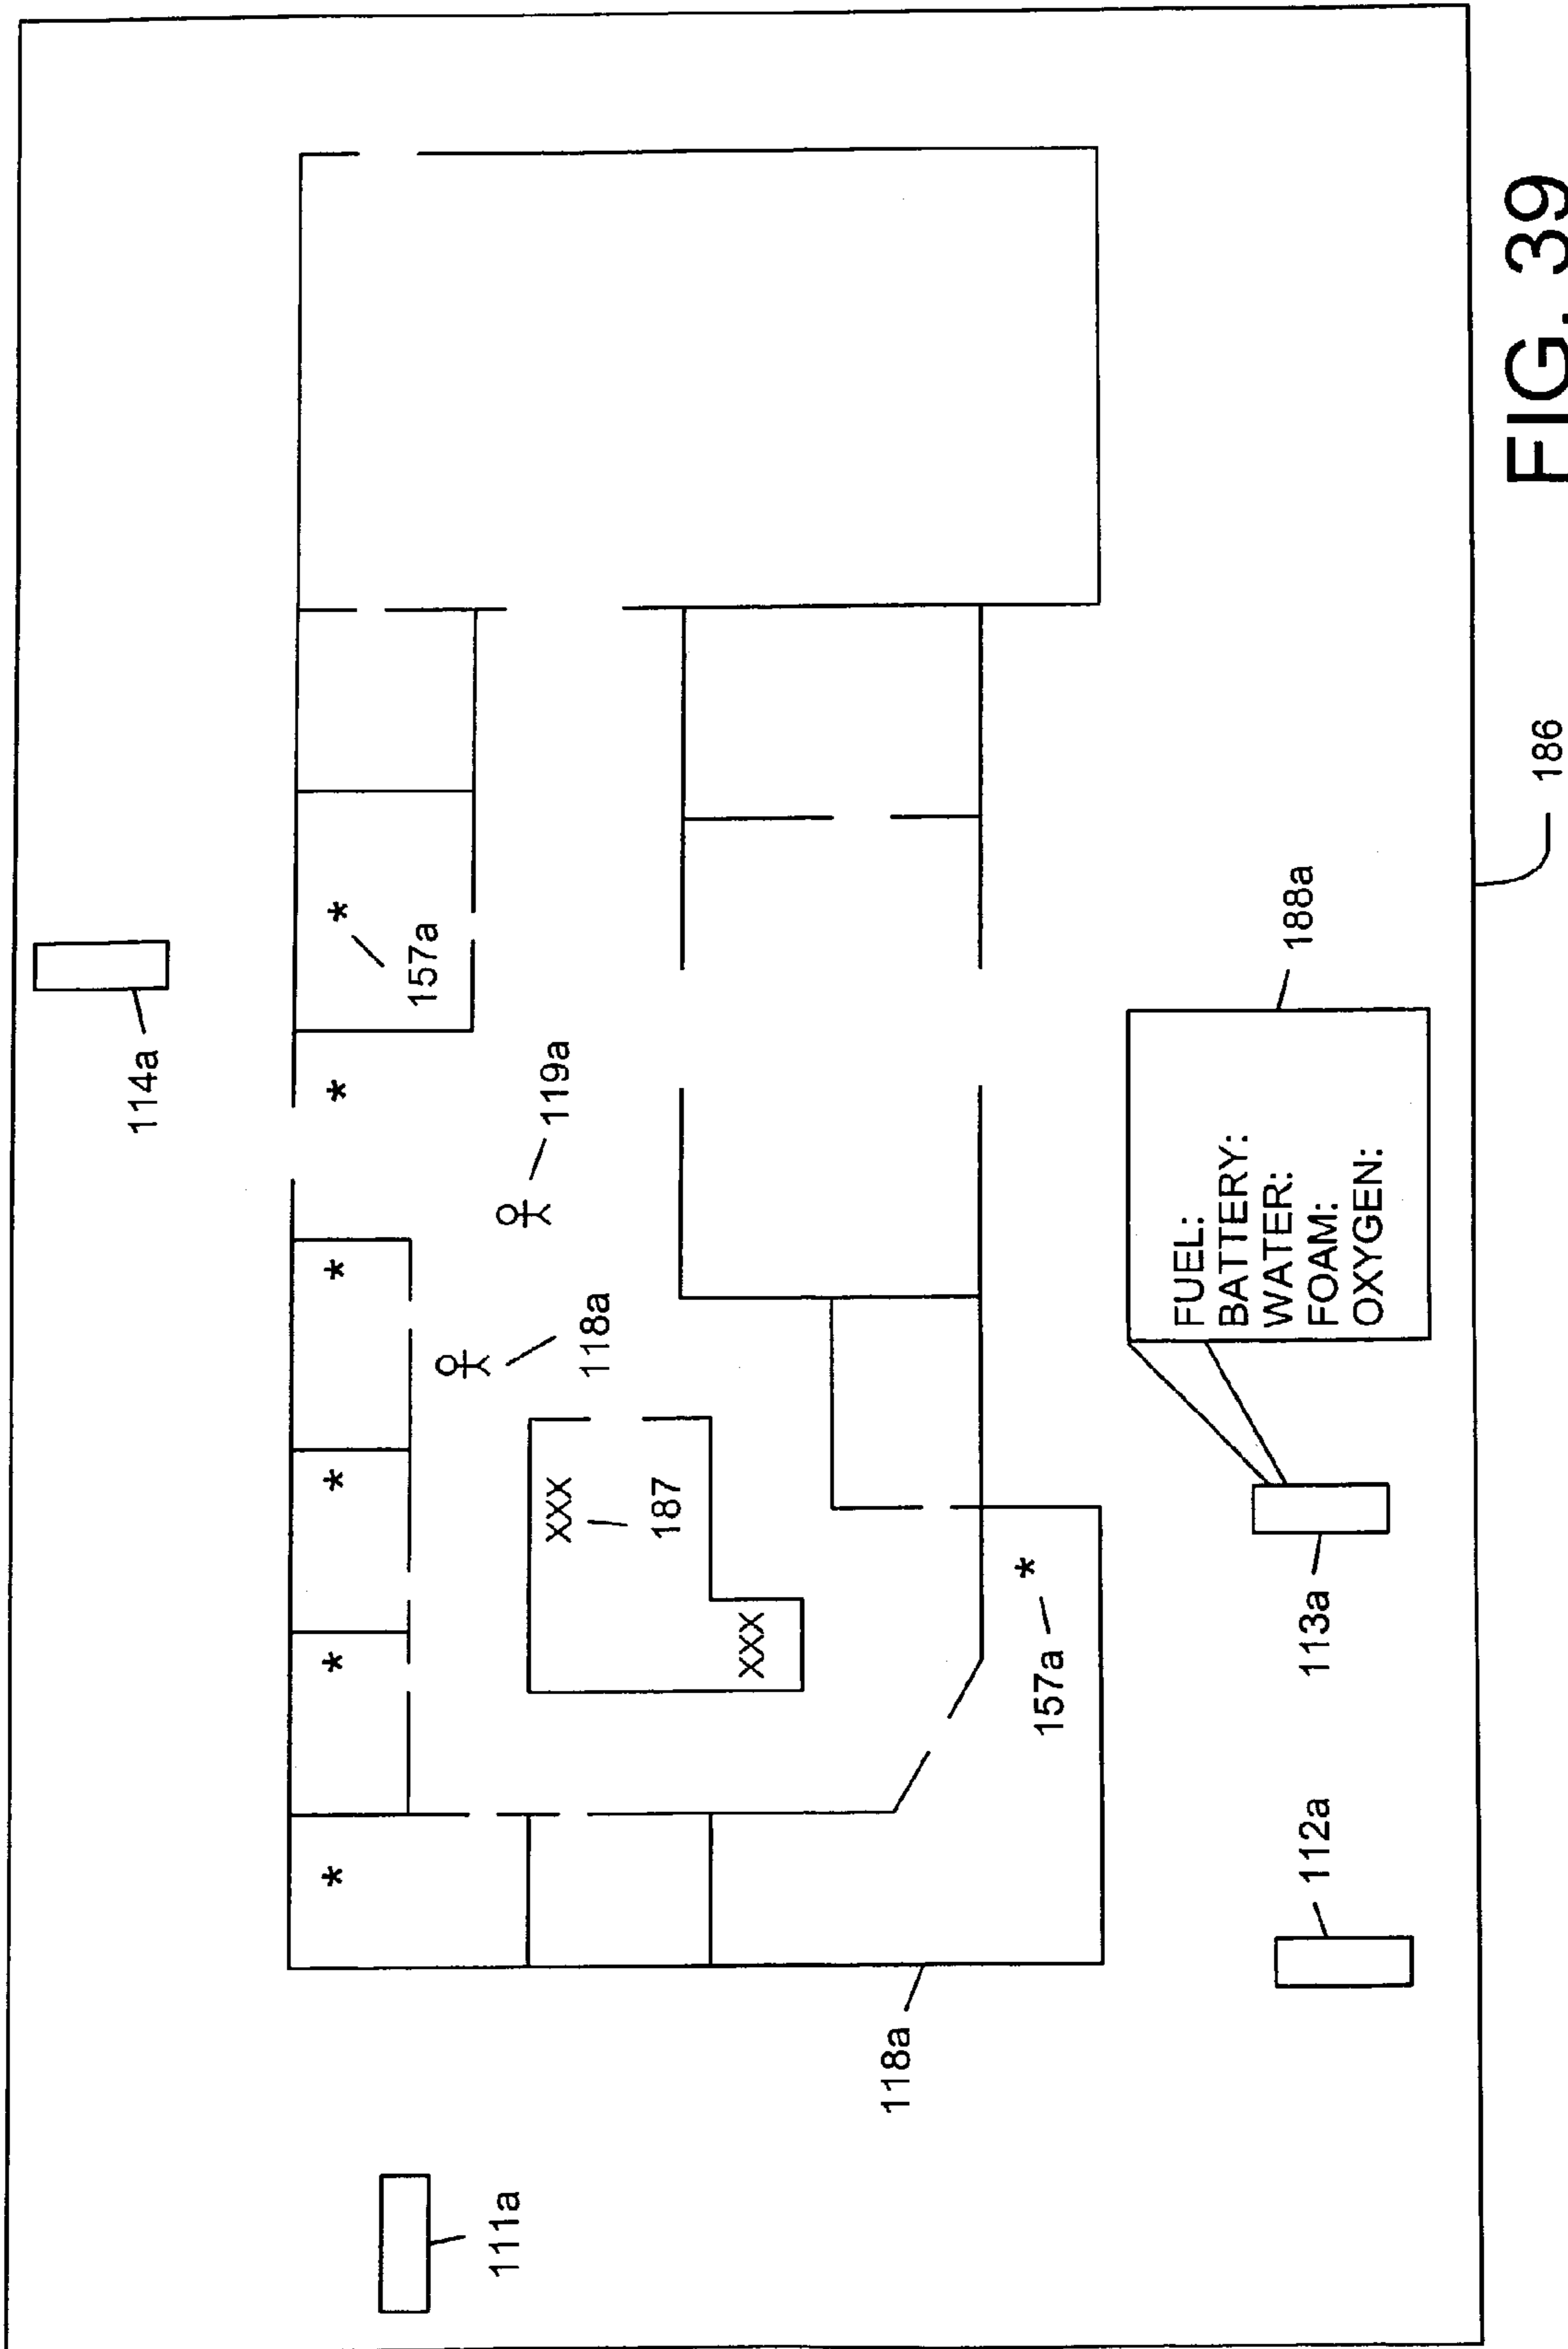 114a
157a
111a
119a
XXX
118a
187
XXX
118a
157a
FUEL:
BATTERY:
WATER:
FOAM:
OXYGEN:
188a
112a
113a
186
FIG. 39